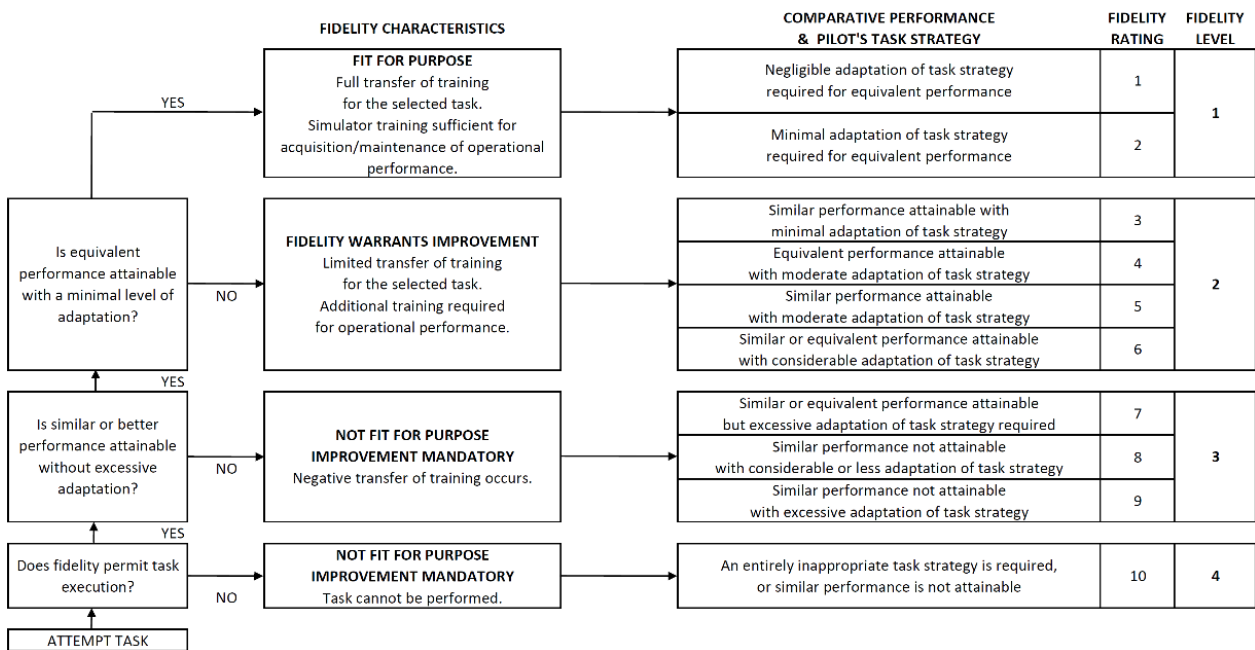 FIDELITY CHARACTERISTICS
COMPARATIVE PERFORMANCE
& PILOT'S TASK STRATEGY
FIDELITY
RATING
FIDELITY
LEVEL
YES
FIT FOR PURPOSE
Full transfer of training
for the selected task.
Simulator training sufficient for
acquisition/maintenance of operational
performance.
Negligible adaptation of task strategy
required for equivalent performance
1
Minimal adaptation of task strategy
required for equivalent performance
2
1
Is equivalent
performance attainable
with a minimal level of
adaptation?
NO
FIDELITY WARRANTS IMPROVEMENT
Limited transfer of training
for the selected task.
Additional training required
for operational performance.
Similar performance attainable with
minimal adaptation of task strategy
3
Equivalent performance attainable
with moderate adaptation of task strategy
4
Similar performance attainable
with moderate adaptation of task strategy
5
Similar or equivalent performance attainable
with considerable adaptation of task strategy
6
2
YES
Is similar or better
performance attainable
without excessive
adaptation?
NO
NOT FIT FOR PURPOSE
IMPROVEMENT MANDATORY
Negative transfer of training occurs.
Similar or equivalent performance attainable
but excessive adaptation of task strategy required
7
Similar performance not attainable
with considerable or less adaptation of task strategy
8
Similar performance not attainable
with excessive adaptation of task strategy
9
3
YES
Does fidelity permit task
execution?
NO
NOT FIT FOR PURPOSE
IMPROVEMENT MANDATORY
Task cannot be performed.
An entirely inappropriate task strategy is required,
or similar performance is not attainable
10
4
ATTEMPT TASK